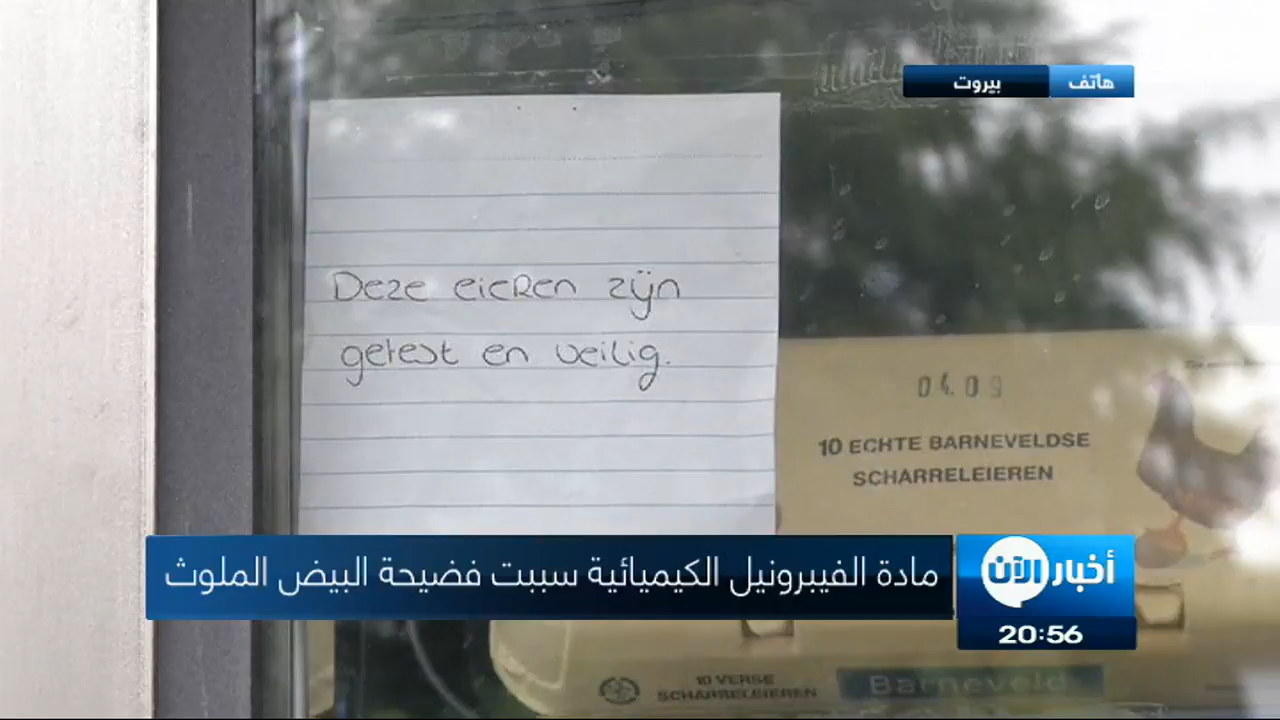 هاتف
بيروت
Deze eieren zijn
getest en veilig.
04.09
10 ECHTE BARNEVELDSE
SCHARRELEIEREN
مادة الفيبرونيل الكيميائية سببت فضيحة البيض الملوث
أخبار الآن
20:56
10 VERSE
SCHARRELEIEREN
Barneveld